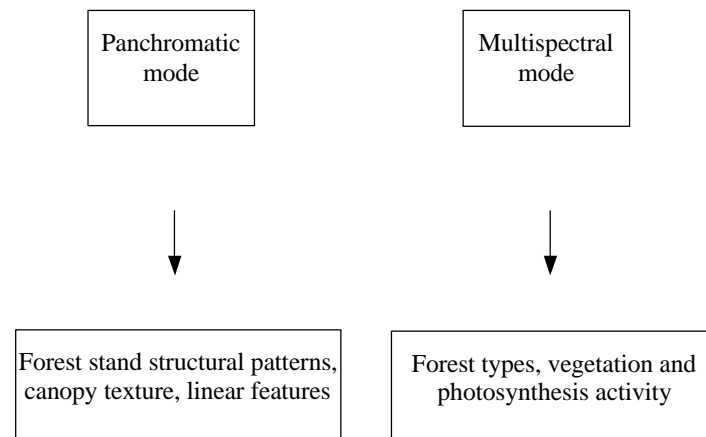 Panchromatic
mode
Multispectral
mode
Forest stand structural patterns,
canopy texture, linear features
Forest types, vegetation and
photosynthesis activity